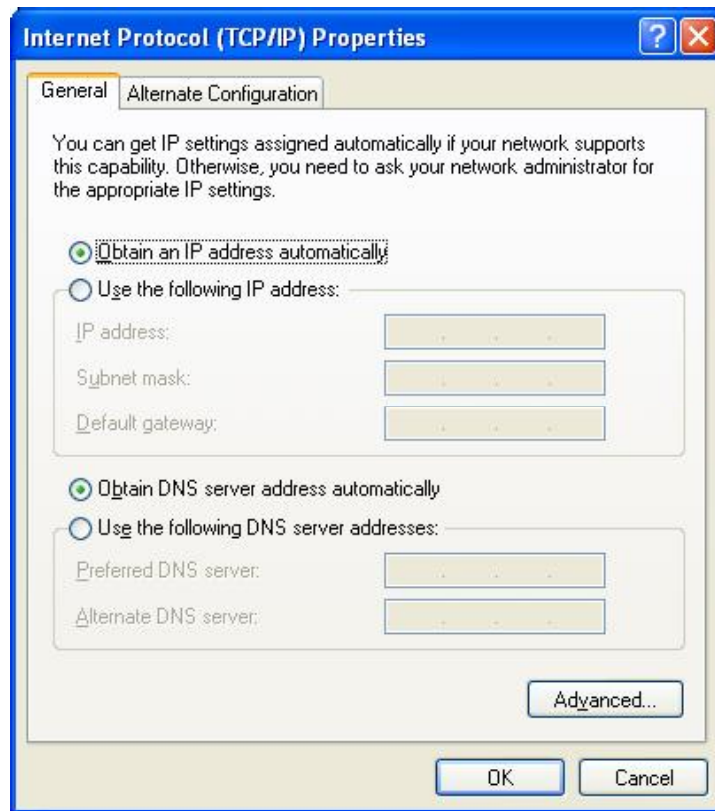 Internet Protocol (TCP/IP) Properties
General
Alternate Configuration
You can get IP settings assigned automatically if your network supports
this capability. Otherwise, you need to ask your network administrator for
the appropriate IP settings.
Obtain an IP address automatically
Use the following IP address:
IP address:
Subnet mask:
Default gateway:
Obtain DNS server address automatically
Use the following DNS server addresses:
Preferred DNS server:
Alternate DNS server:
Advanced...
OK
Cancel